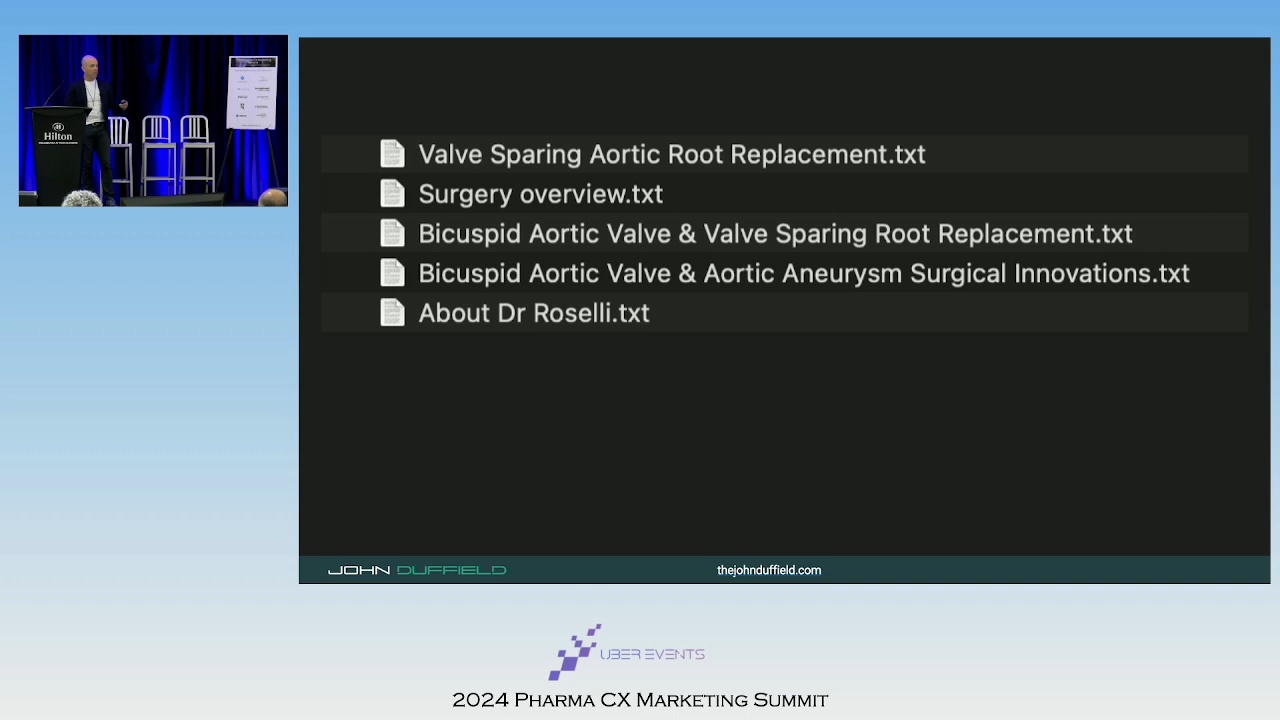 Hilton
Valve Sparing Aortic Root Replacement.txt
Surgery overview.txt
Bicuspid Aortic Valve & Valve Sparing Root Replacement.txt
Bicuspid Aortic Valve & Aortic Aneurysm Surgical Innovations.txt
About Dr Roselli.txt
JOHN DUFFIELD
thejohnduffield.com
UBER EVENTS
2024 PHARMA CX MARKETING SUMMIT